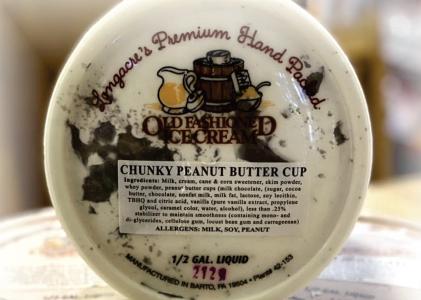 Longacre's Premium Hand Packed
OLD FASHIONED
ICE CREAM
CHUNKY PEANUT BUTTER CUP
Ingredients: Milk, cream, cane & corn sweetener, skim powder,
whey powder, peanut butter cups (milk chocolate, (sugar, cocoa
butter, chocolate, nonfat milk, milk fat, lactose, soy lecithin,
TBHQ and citric acid, vanilla (pure vanilla extract, propylene
glycol, caramel color, water, alcohol), less than .25%
stabilizer to maintain smoothness (containing mono- and
di-glycerides, cellulose gum, locust bean gum and carrageenan)
ALLERGENS: MILK, SOY, PEANUT
1/2 GAL. LIQUID
MANUFACTURED IN BARTO, PA 19504 • Plant# 42-153